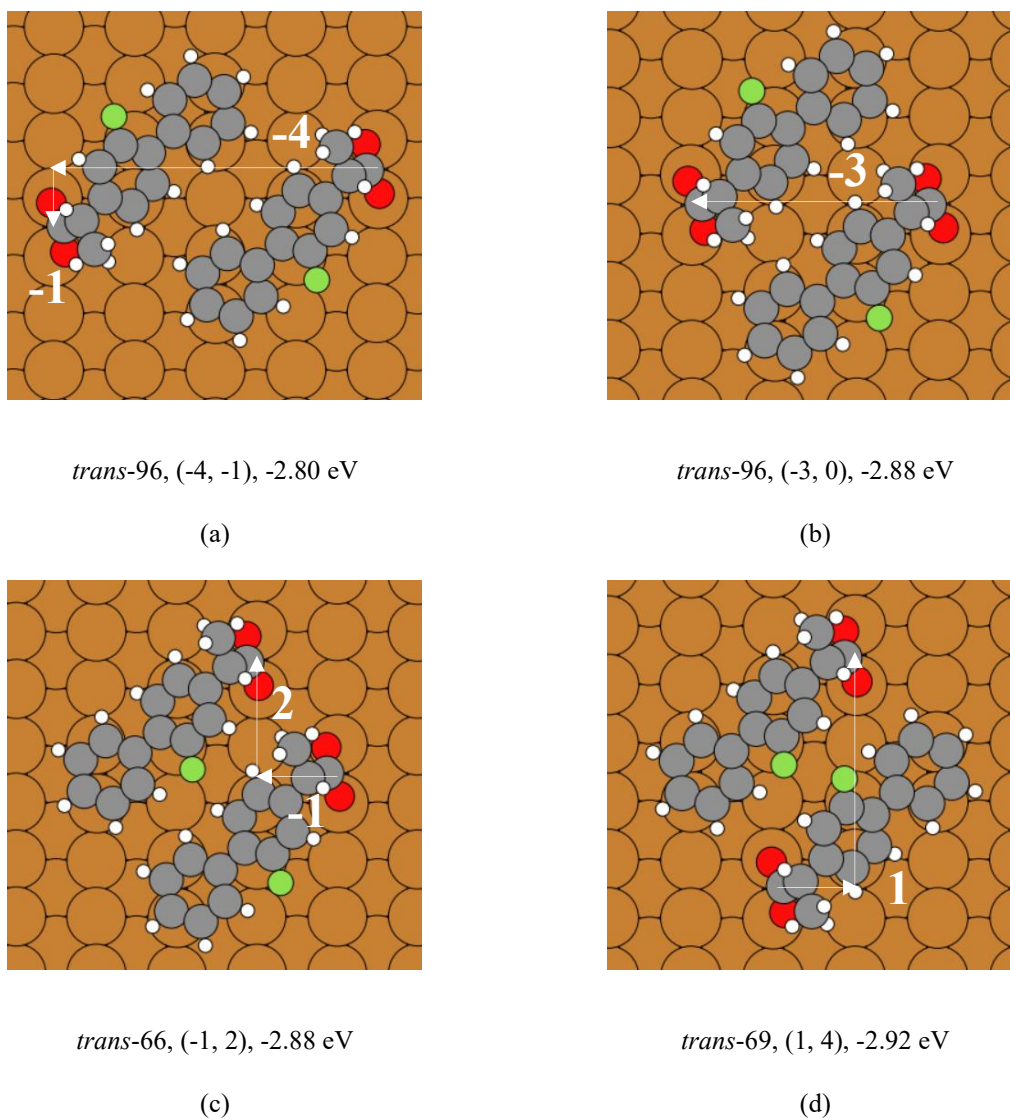 -4
-1
-3
trans-96, (-4, -1), -2.80 eV
trans-96, (-3, 0), -2.88 eV
(a)
(b)
2
-1
1
trans-66, (-1, 2), -2.88 eV
trans-69, (1, 4), -2.92 eV
(c)
(d)